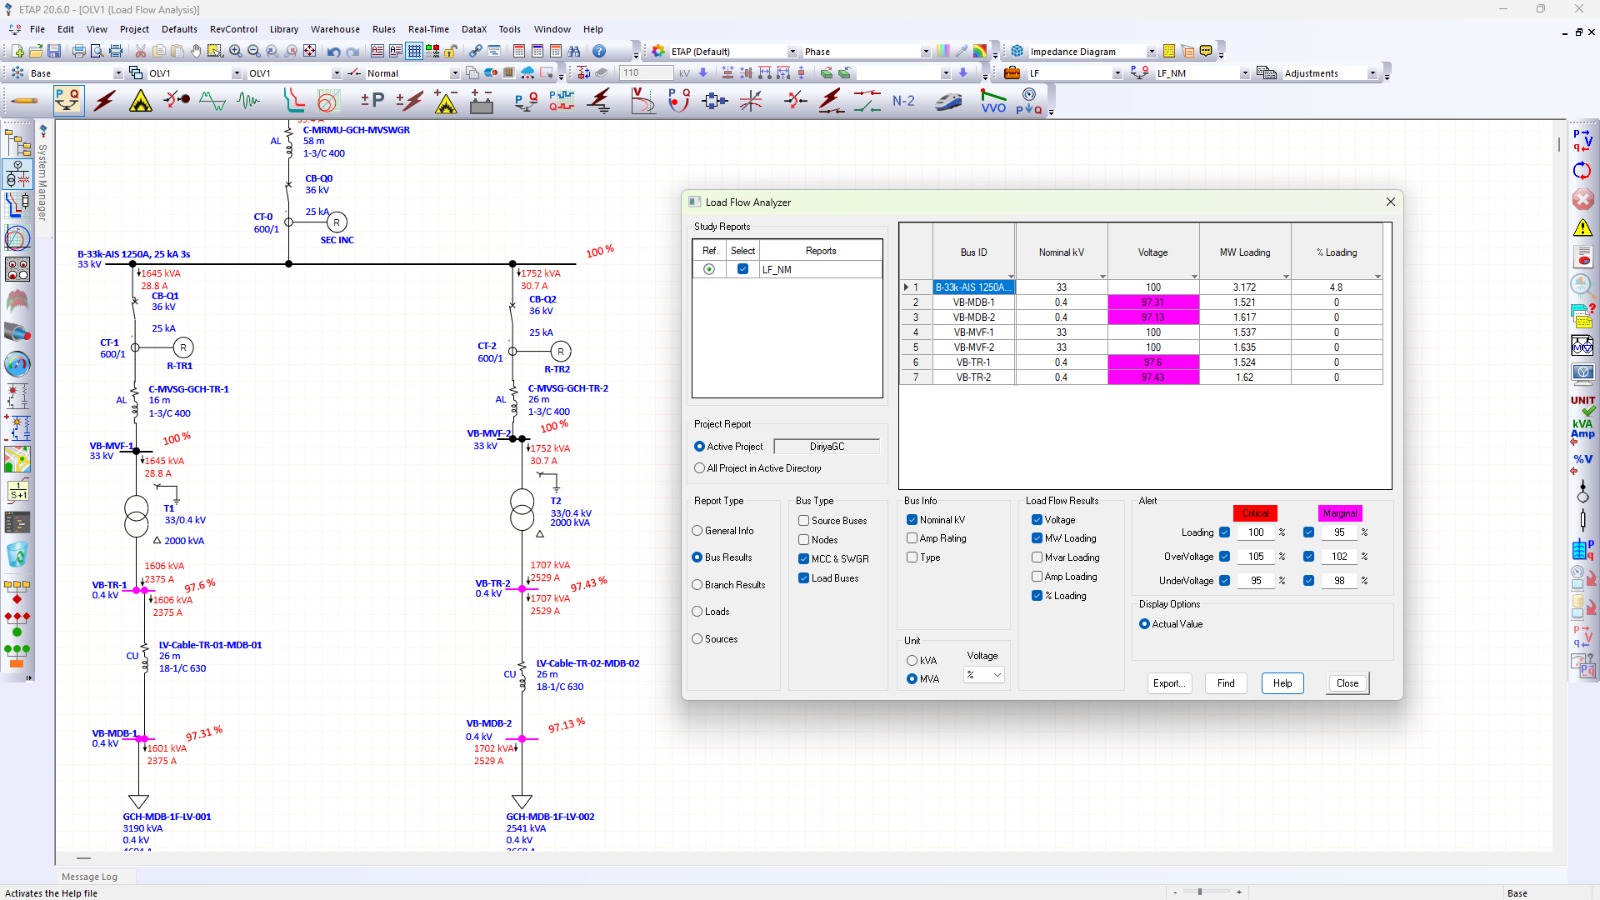 ETAP 20.6.0 - [OLV1 (Load Flow Analysis)]
File Edit View Project Defaults RevControl Library Warehouse Rules Real-Time DataX Tools Window Help
ETAP (Default) Phase Impedance Diagram
Base OLV1 OLV1 Normal 110 kV LF LF_NM Adjustments
N-2 VVO
System Manager
C-MRMU-GCH-MVSWGR
AL 58 m
1-3/C 400
CB-Q0
36 kV
25 kA
CT-0
600/1
R
SEC INC
B-33k-AIS 1250A, 25 kA 3s
33 kV
100 %
1645 kVA
28.8 A
CB-Q1
36 kV
25 kA
CT-1
600/1
R
R-TR1
C-MVSG-GCH-TR-1
AL 16 m
1-3/C 400
VB-MVF-1
33 kV
100 %
1645 kVA
28.8 A
T1
33/0.4 kV
2000 kVA
1606 kVA
2375 A
VB-TR-1
0.4 kV
97.6 %
1606 kVA
2375 A
LV-Cable-TR-01-MDB-01
CU 26 m
18-1/C 630
VB-MDB-1
0.4 kV
97.31 %
1601 kVA
2375 A
GCH-MDB-1F-LV-001
3190 kVA
0.4 kV
1752 kVA
30.7 A
CB-Q2
36 kV
25 kA
CT-2
600/1
R
R-TR2
C-MVSG-GCH-TR-2
AL 26 m
1-3/C 400
VB-MVF-2
33 kV
100 %
1752 kVA
30.7 A
T2
33/0.4 kV
2000 kVA
1707 kVA
2529 A
VB-TR-2
0.4 kV
97.43 %
1707 kVA
2529 A
LV-Cable-TR-02-MDB-02
CU 26 m
18-1/C 630
VB-MDB-2
0.4 kV
97.13 %
1702 kVA
2529 A
GCH-MDB-1F-LV-002
2541 kVA
0.4 kV
Load Flow Analyzer
Study Reports
Ref. Select Reports
LF_NM
Project Report
Active Project DiriyaGC
All Project in Active Directory
Report Type
General Info
Bus Results
Branch Results
Loads
Sources
Bus Type
Source Buses
Nodes
MCC & SWGR
Load Buses
Bus ID Nominal kV Voltage MW Loading % Loading
1 B-33k-AIS 1250A... 33 100 3.172 4.8
2 VB-MDB-1 0.4 97.31 1.521 0
3 VB-MDB-2 0.4 97.13 1.617 0
4 VB-MVF-1 33 100 1.537 0
5 VB-MVF-2 33 100 1.635 0
6 VB-TR-1 0.4 97.6 1.524 0
7 VB-TR-2 0.4 97.43 1.62 0
Bus Info
Nominal kV
Amp Rating
Type
Unit
kVA
MVA
Voltage
%
Load Flow Results
Voltage
MW Loading
Mvar Loading
Amp Loading
% Loading
Alert
Critical Marginal
Loading 100 % 95 %
OverVoltage 105 % 102 %
UnderVoltage 95 % 98 %
Display Options
Actual Value
Export... Find Help Close
UNIT
kVA
Amp
%V
Message Log
Activates the Help file
Base